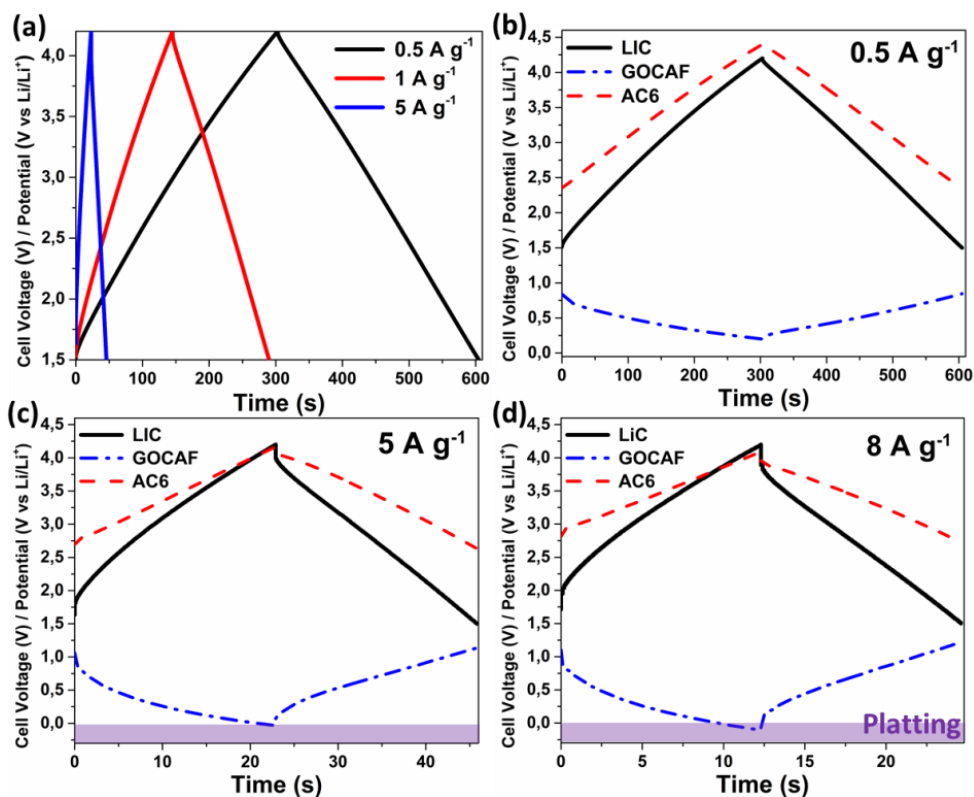 (a)
0.5 A g⁻¹
1 A g⁻¹
5 A g⁻¹
Cell Voltage (V) / Potential (V vs Li/Li⁺)
4,0
3,5
3,0
2,5
2,0
1,5
0 100 200 300 400 500 600
Time (s)
(b)
LIC
GOCAF
AC6
0.5 A g⁻¹
Cell Voltage (V) / Potential (V vs Li/Li⁺)
4,5
4,0
3,5
3,0
2,5
2,0
1,5
1,0
0,5
0,0
0 100 200 300 400 500 600
Time (s)
(c)
LIC
GOCAF
AC6
5 A g⁻¹
Cell Voltage (V) / Potential (V vs Li/Li⁺)
4,5
4,0
3,5
3,0
2,5
2,0
1,5
1,0
0,5
0,0
0 10 20 30 40
Time (s)
(d)
LiC
GOCAF
AC6
8 A g⁻¹
Cell Voltage (V) / Potential (V vs Li/Li⁺)
4,5
4,0
3,5
3,0
2,5
2,0
1,5
1,0
0,5
0,0
Platting
0 5 10 15 20
Time (s)